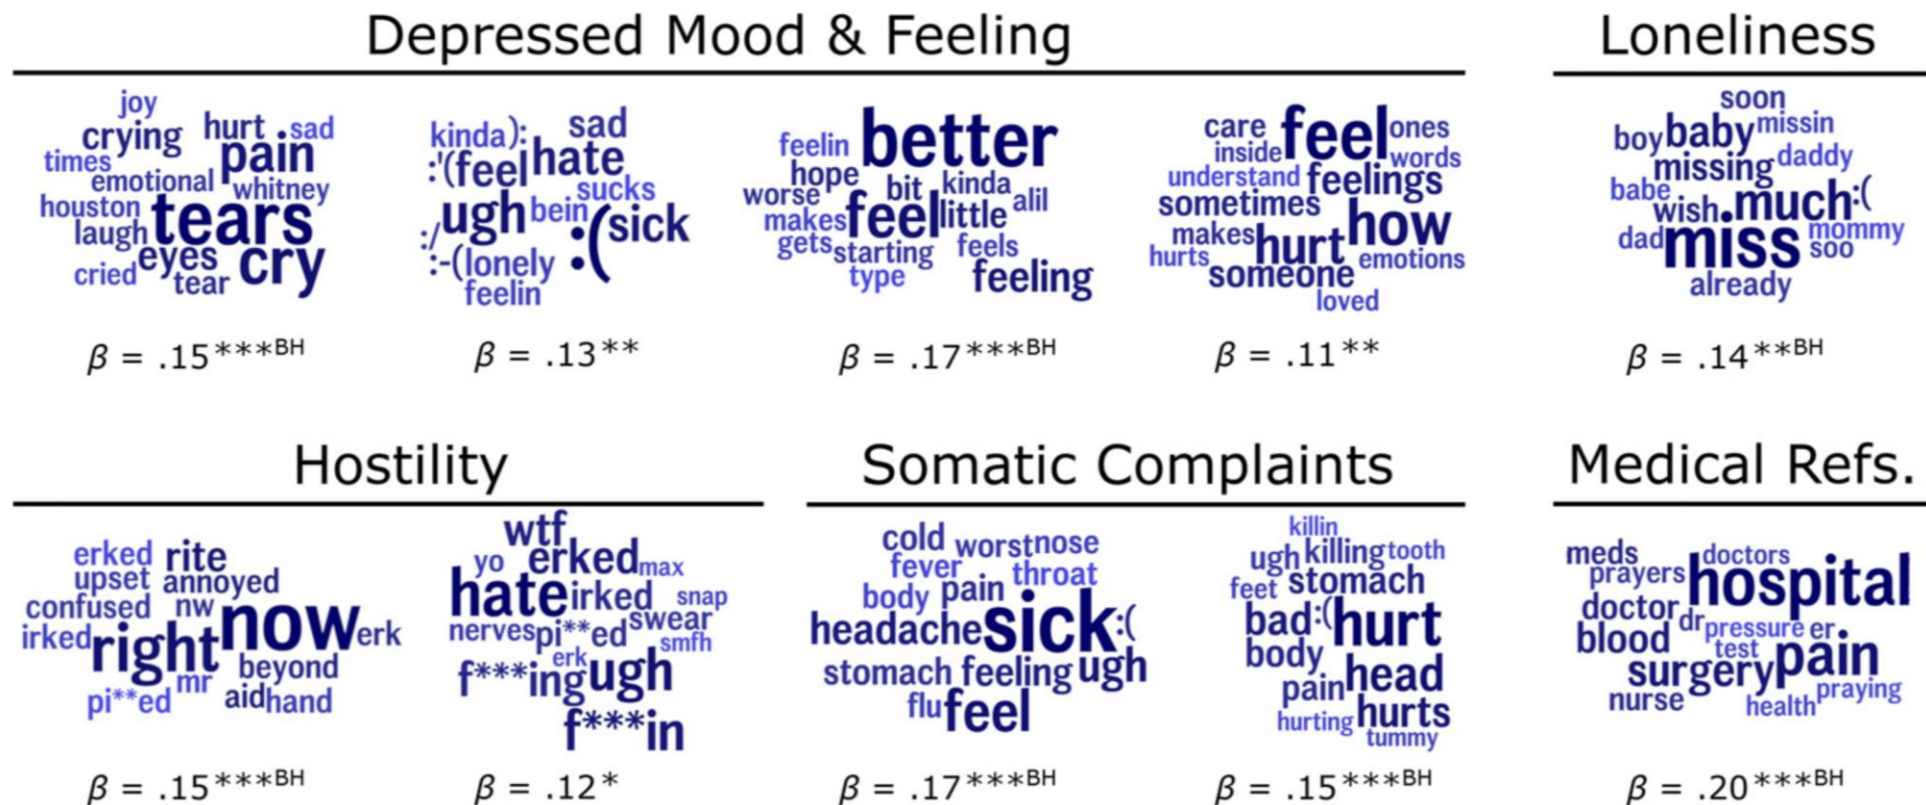 Depressed Mood & Feeling
Loneliness
joy
crying hurt sad
times pain
emotional whitney
houston tears
laugh
eyes cry
cried tear
kinda ): sad
:'( feel hate
sucks
ugh bein :( sick
:/
:-( lonely
feelin
feelin better
hope bit kinda
worse alil
makes feel little
gets starting feels
type feeling
care feel ones
inside words
understand feelings
sometimes how
makes hurt
hurts someone emotions
loved
soon
boy baby missin
missing daddy
babe wish much :(
dad miss mommy
soo
already
β = .15***BH
β = .13**
β = .17***BH
β = .11**
β = .14**BH
Hostility
Somatic Complaints
Medical Refs.
erked rite
upset annoyed
confused nw now
irked right erk
beyond
pi**ed mr aid hand
wtf
yo erked max
hate irked snap
nerves pi**ed swear
erk smfh
f***ing ugh
f***in
cold worst nose
fever throat
body pain
headache sick :(
stomach feeling ugh
flu feel
killin
ugh killing tooth
feet stomach
bad :( hurt
body head
pain
hurting hurts
tummy
meds doctors
prayers hospital
doctor dr
blood pressure er
test pain
surgery
nurse health praying
β = .15***BH
β = .12*
β = .17***BH
β = .15***BH
β = .20***BH